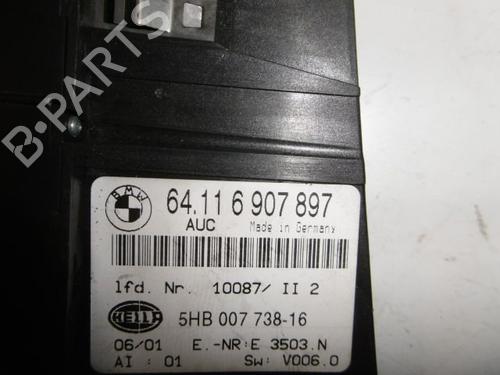 B-PARTS
BMW
64.11 6 907 897
AUC Made in Germany
lfd. Nr. 10087/ II 2
HELLA 5HB 007 738-16
06/01 E.-NR:E 3503.N
AI : 01 SW: V006.0